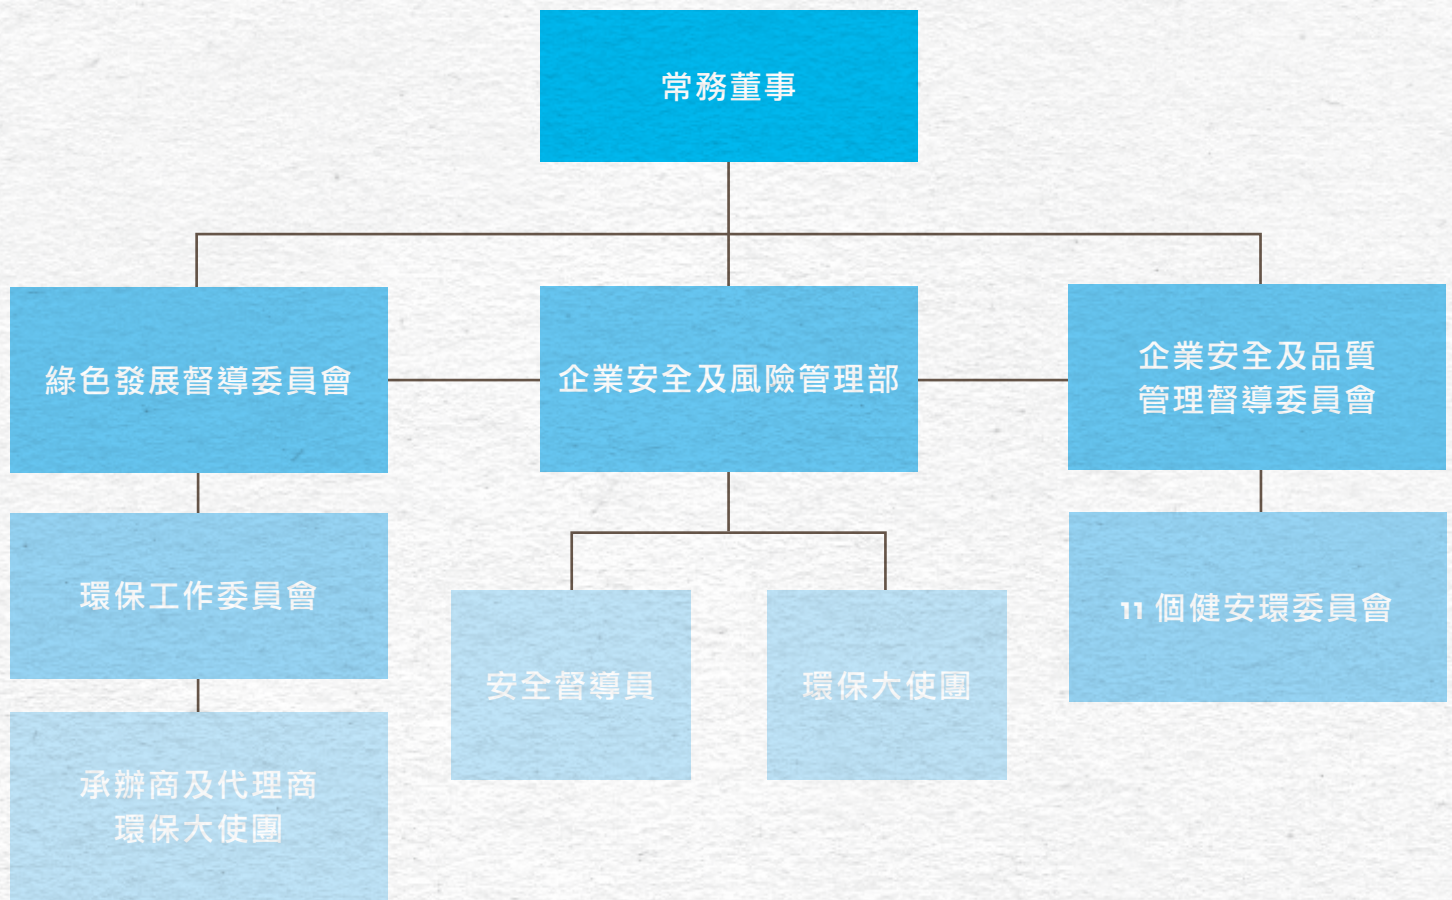 常務董事
綠色發展督導委員會
企業安全及風險管理部
企業安全及品質
管理督導委員會
環保工作委員會
11 個健安環委員會
安全督導員
環保大使團
承辦商及代理商
環保大使團